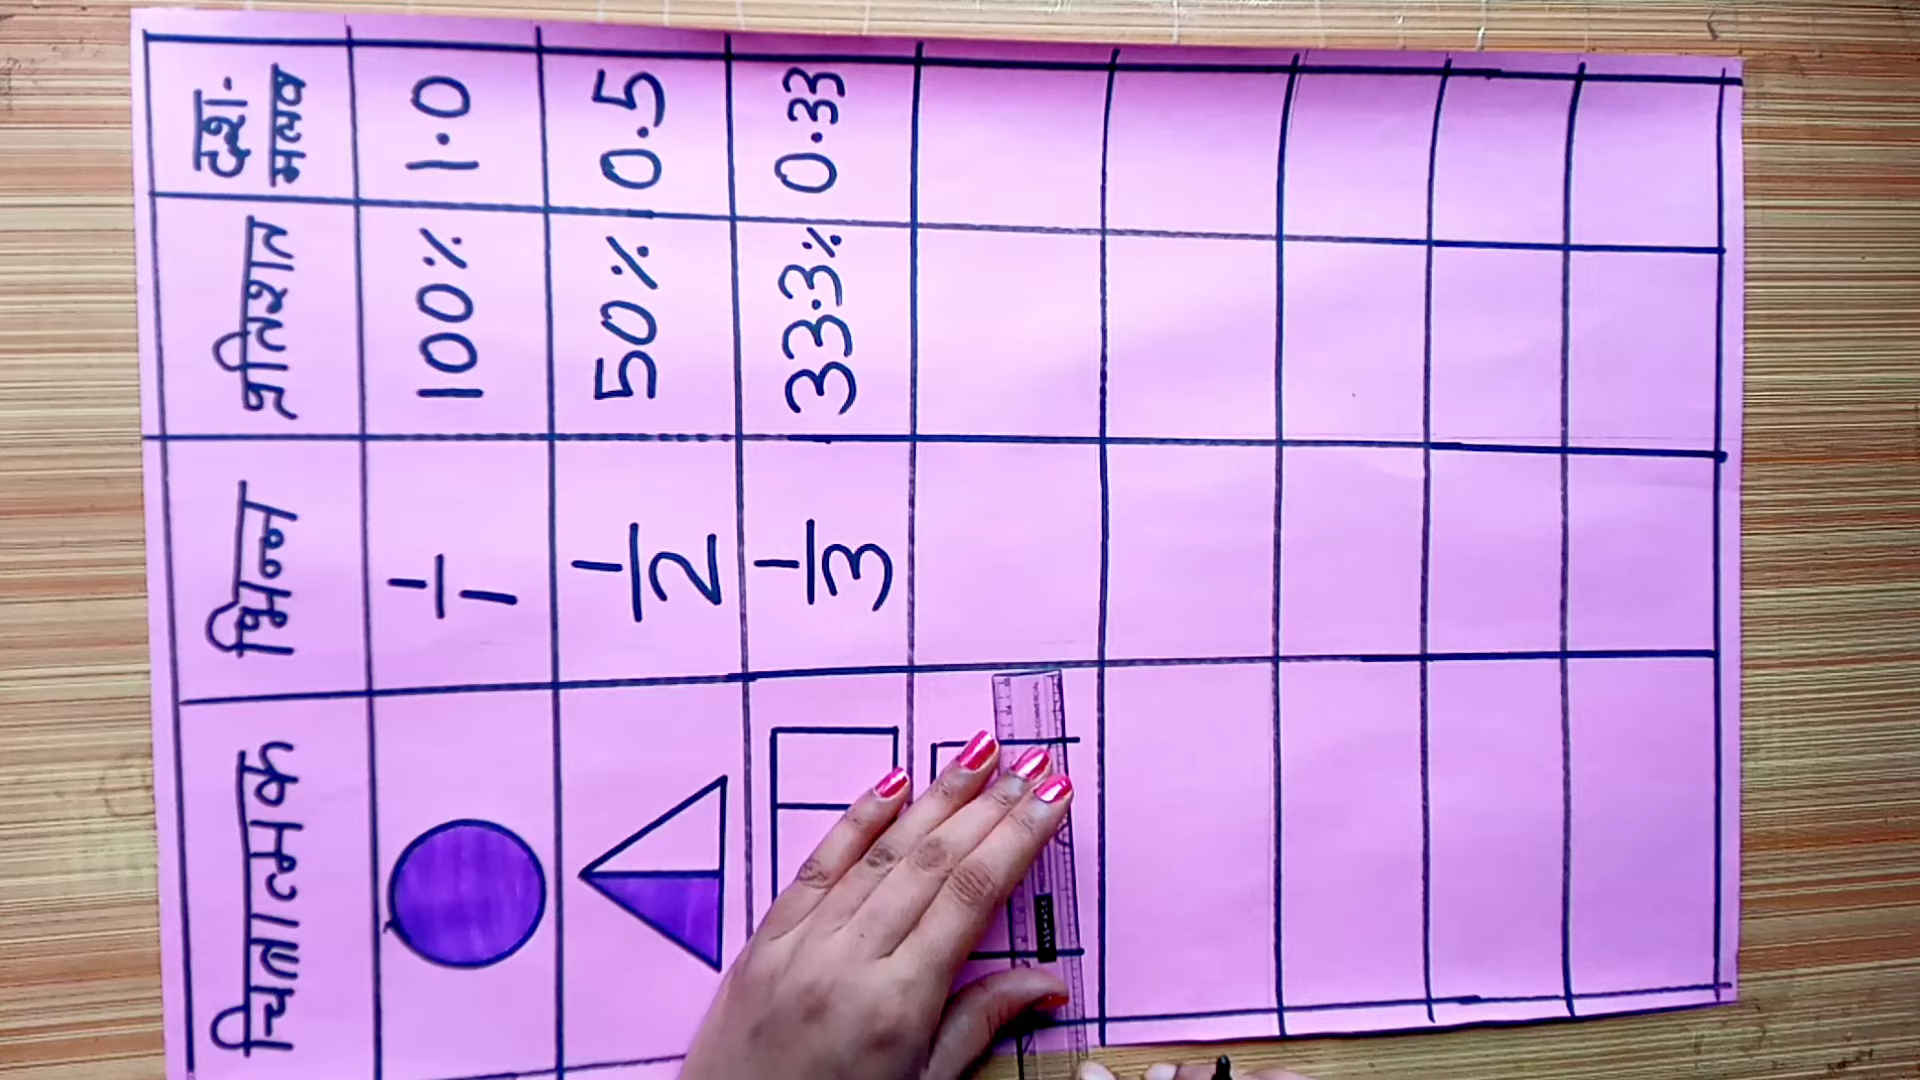 चित्रात्मक भिन्न प्रतिशत दश.
मलव
1/1 100% 1.0
1/2 50% 0.5
1/3 33.3% 0.33